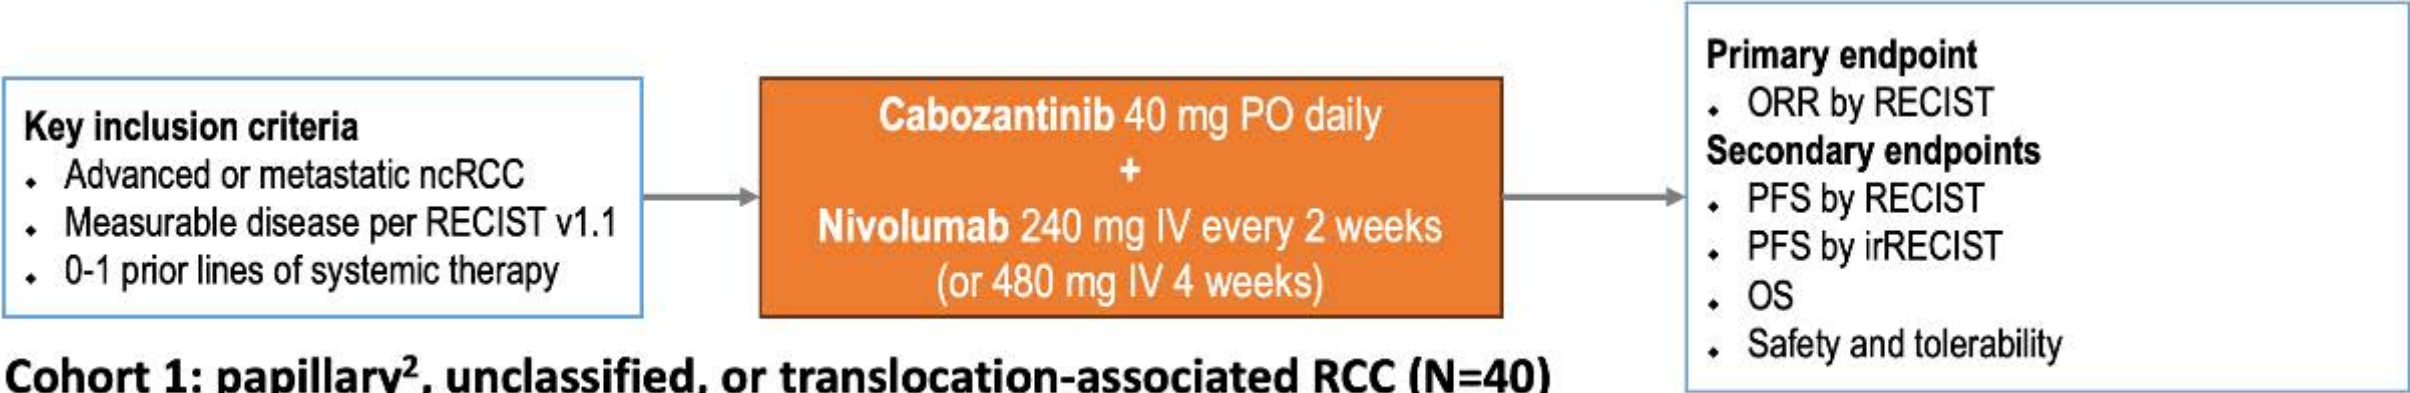 Key inclusion criteria
• Advanced or metastatic ncRCC
• Measurable disease per RECIST v1.1
• 0-1 prior lines of systemic therapy
Cabozantinib 40 mg PO daily
+
Nivolumab 240 mg IV every 2 weeks
(or 480 mg IV 4 weeks)
Primary endpoint
• ORR by RECIST
Secondary endpoints
• PFS by RECIST
• PFS by irRECIST
• OS
• Safety and tolerability
Cohort 1: papillary², unclassified, or translocation-associated RCC (N=40)